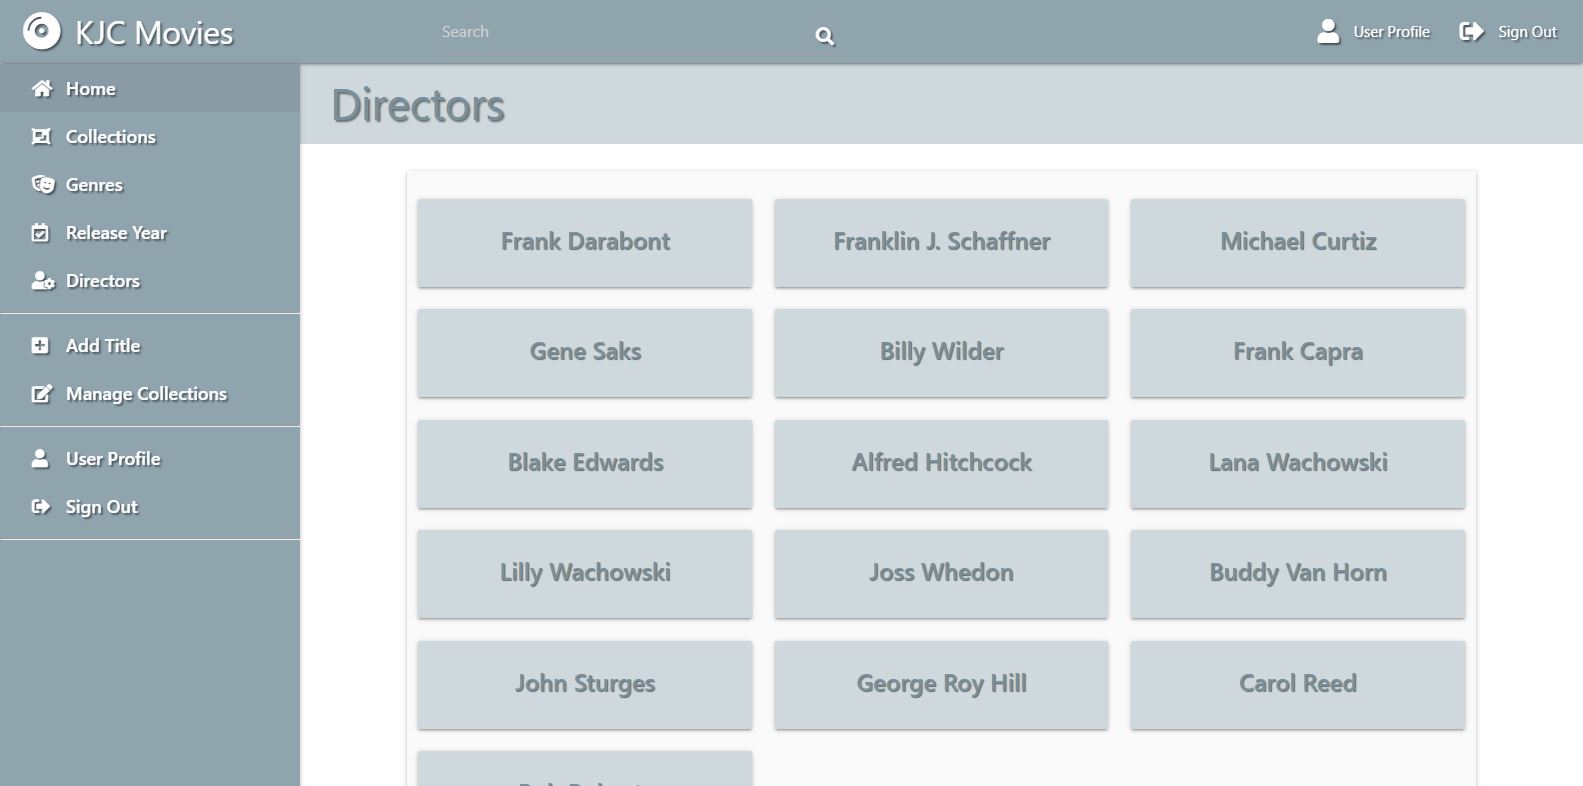 KJC Movies
Search
User Profile
Sign Out
Home
Collections
Genres
Release Year
Directors
Add Title
Manage Collections
User Profile
Sign Out
Directors
Frank Darabont
Franklin J. Schaffner
Michael Curtiz
Gene Saks
Billy Wilder
Frank Capra
Blake Edwards
Alfred Hitchcock
Lana Wachowski
Lilly Wachowski
Joss Whedon
Buddy Van Horn
John Sturges
George Roy Hill
Carol Reed